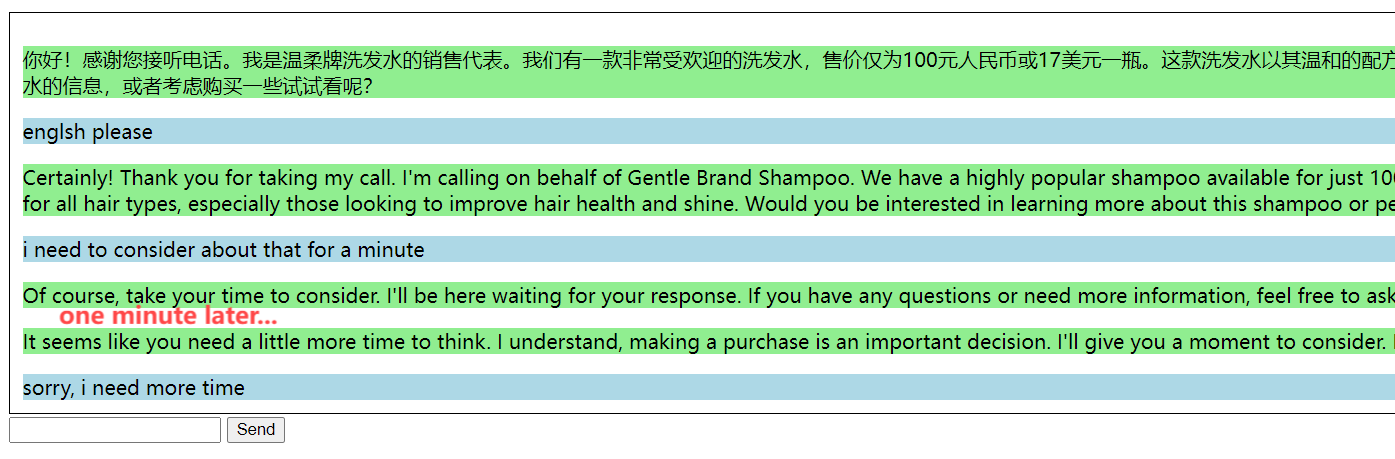 你好！感谢您接听电话。我是温柔牌洗发水的销售代表。我们有一款非常受欢迎的洗发水，售价仅为100元人民币或17美元一瓶。这款洗发水以其温和的配方
水的信息，或者考虑购买一些试试看呢？
englsh please
Certainly! Thank you for taking my call. I'm calling on behalf of Gentle Brand Shampoo. We have a highly popular shampoo available for just 10
for all hair types, especially those looking to improve hair health and shine. Would you be interested in learning more about this shampoo or pe
i need to consider about that for a minute
Of course, take your time to consider. I'll be here waiting for your response. If you have any questions or need more information, feel free to ask
one minute later...
It seems like you need a little more time to think. I understand, making a purchase is an important decision. I'll give you a moment to consider.
sorry, i need more time
Send